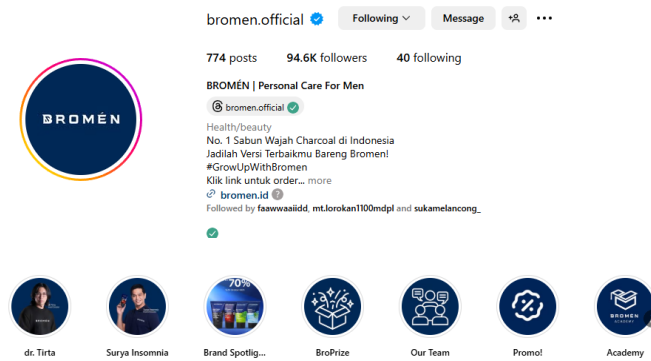 bromen.official Following Message
774 posts 94.6K followers 40 following
BROMÉN
BROMÉN | Personal Care For Men
bromen.official
Health/beauty
No. 1 Sabun Wajah Charcoal di Indonesia
Jadilah Versi Terbaikmu Bareng Bromen!
#GrowUpWithBromen
Klik link untuk order... more
bromen.id ?
Followed by faawwaaiidd, mt.lorokan1100mdpl and sukamelancong_
70%
BROMEN
ACADEMY
dr. Tirta Surya Insomnia Brand Spotlig... BroPrize Our Team Promo! Academy